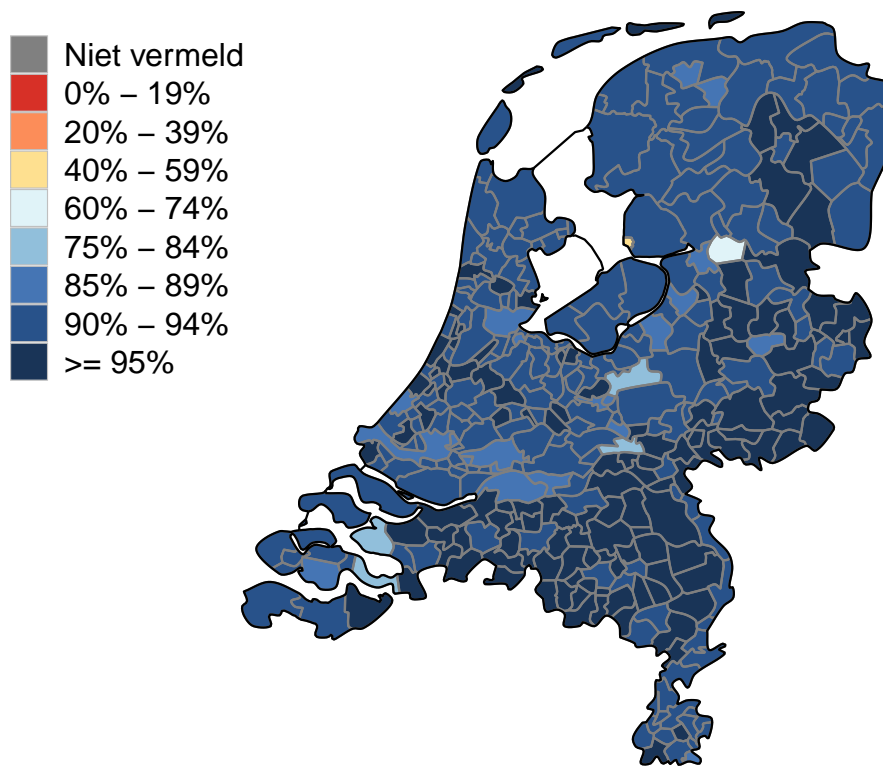 Niet vermeld
0% – 19%
20% – 39%
40% – 59%
60% – 74%
75% – 84%
85% – 89%
90% – 94%
>= 95%